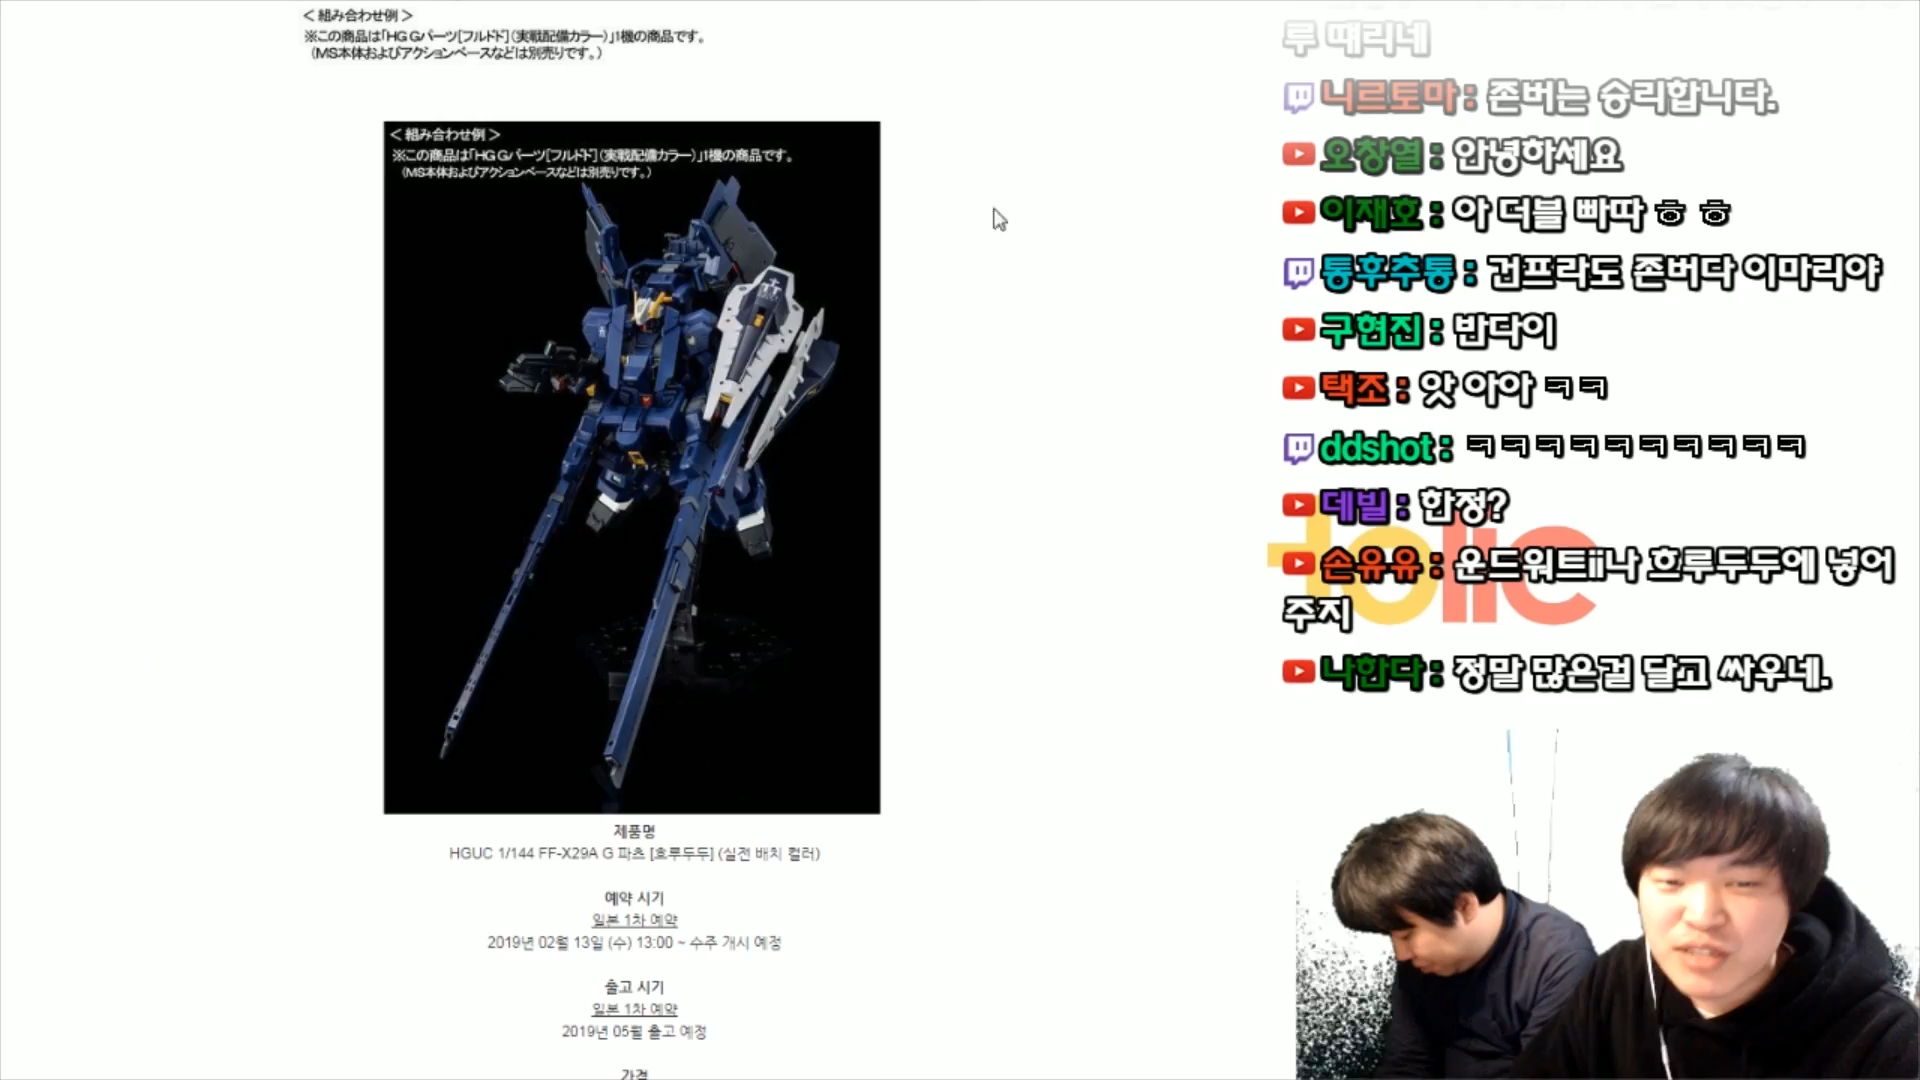 ＜ 組み合わせ例 ＞
※この商品は「HG Gパーツ[フルドド]（実戦配備カラー）」1機の商品です。
（MS本体およびアクションベースなどは別売りです。）
＜ 組み合わせ例 ＞
※この商品は「HG Gパーツ[フルドド]（実戦配備カラー）」1機の商品です。
（MS本体およびアクションベースなどは別売りです。）
제품명
HGUC 1/144 FF-X29A G 파츠 [흐루두두] (실전 배치 컬러)
예약 시기
일본 1차 예약
2019년 02월 13일 (수) 13:00 ~ 수주 개시 예정
출고 시기
일본 1차 예약
2019년 05월 출고 예정
가격
루 때리네
니르토마 : 존버는 승리합니다.
오창열 : 안녕하세요
이재호 : 아 더블 빠따 ㅎ ㅎ
통후추통 : 건프라도 존버다 이마리야
구현진 : 반다이
택조 : 앗 아아 ㅋㅋ
ddshot : ㅋㅋㅋㅋㅋㅋㅋㅋㅋㅋ
데빌 : 한정?
손유유 : 운드워트ii나 흐루두두에 넣어
주지
나한다 : 정말 많은걸 달고 싸우네.